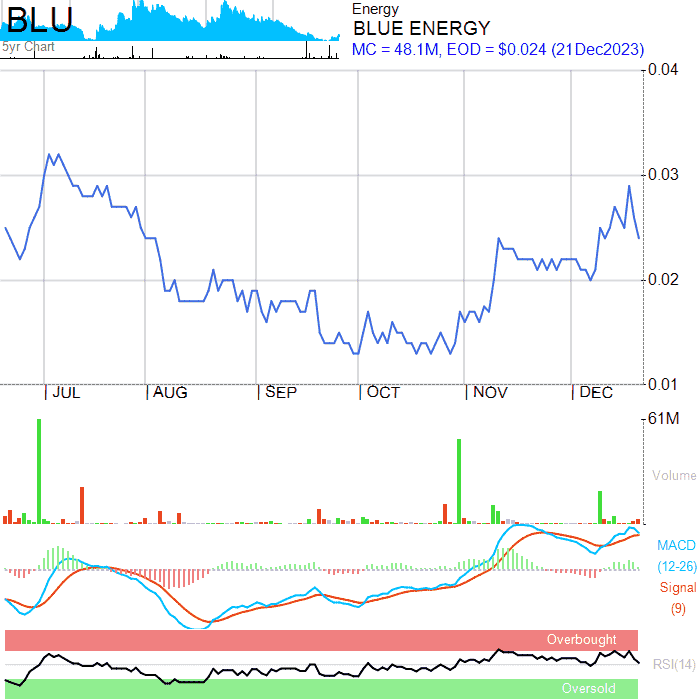 BLU
5yr Chart
Energy
BLUE ENERGY
MC = 48.1M, EOD = $0.024 (21Dec2023)
0.04
0.03
0.02
0.01
JUL AUG SEP OCT NOV DEC
61M
Volume
MACD
(12-26)
Signal
(9)
Overbought
RSI(14)
Oversold